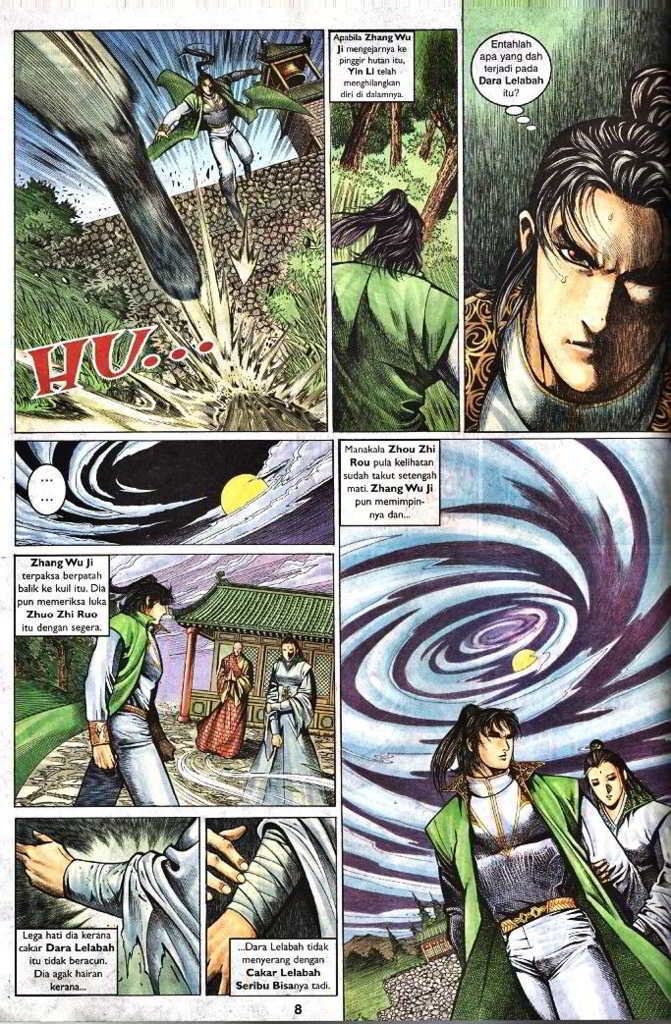 HU...
Apabila Zhang Wu
Ji mengejarnya ke
pinggir hutan itu,
Yin LI telah
menghilangkan
diri di dalamnya.
Entahlah
apa yang dah
terjadi pada
Dara Lelabah
itu?
...
...
Manakala Zhou Zhi
Rou pula kelihatan
sudah takut setengah
mati. Zhang Wu Ji
pun memimpin-
nya dan...
Zhang Wu Ji
terpaksa berpatah
balik ke kuil itu. Dia
pun memeriksa luka
Zhuo Zhi Ruo
itu dengan segera.
Lega hati dia kerana
cakar Dara Lelabah
itu tidak beracun.
Dia agak hairan
kerana...
...Dara Lelabah tidak
menyerang dengan
Cakar Lelabah
Seribu Bisanya tadi.
8